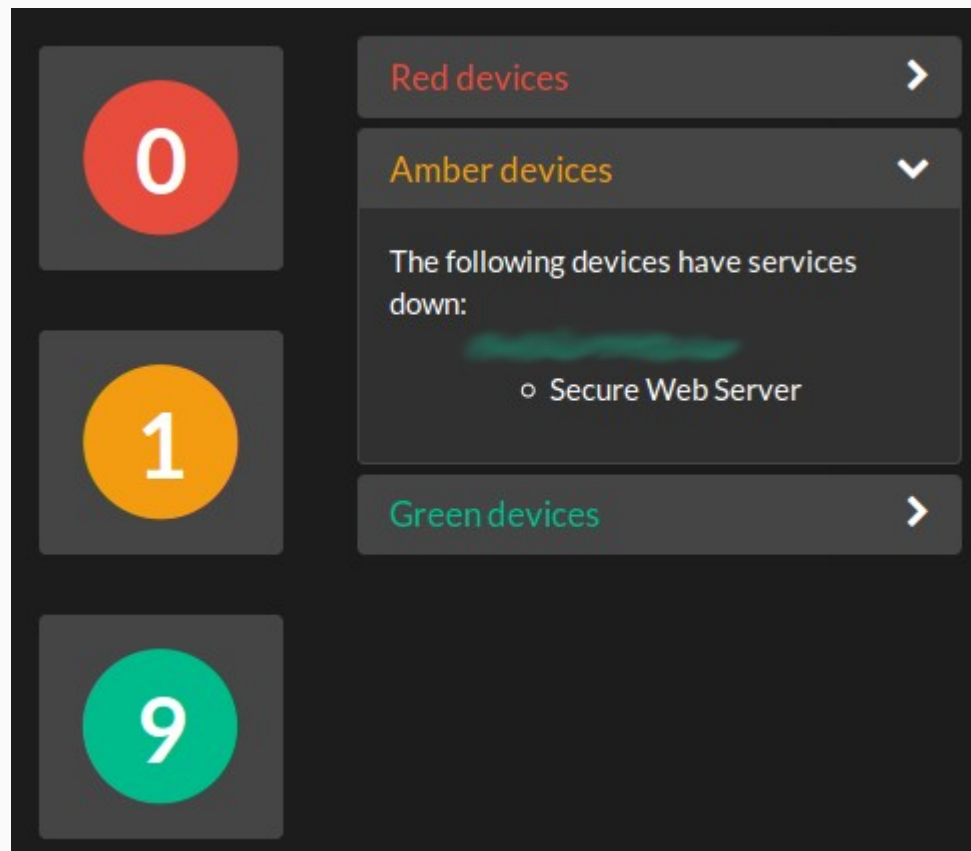 0
1
9
Red devices
Amber devices
The following devices have services
down:
Secure Web Server
Green devices